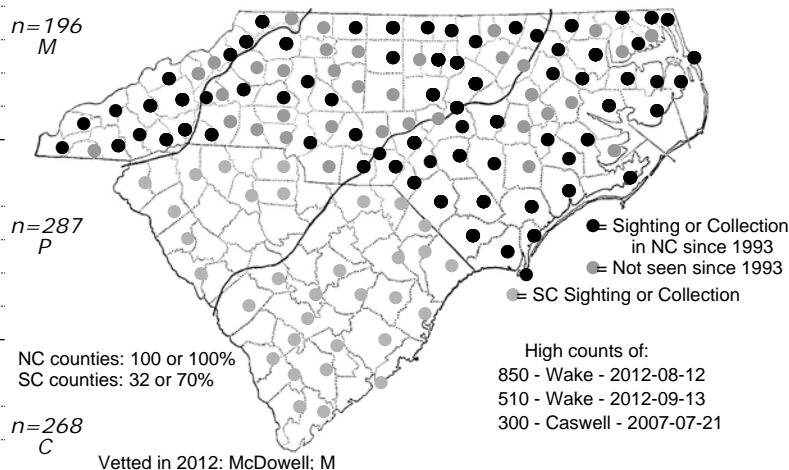 n=196
M
n=287
P
n=268
C
= Sighting or Collection
in NC since 1993
= Not seen since 1993
= SC Sighting or Collection
NC counties: 100 or 100%
SC counties: 32 or 70%
High counts of:
850 - Wake - 2012-08-12
510 - Wake - 2012-09-13
300 - Caswell - 2007-07-21
Vetted in 2012: McDowell; M